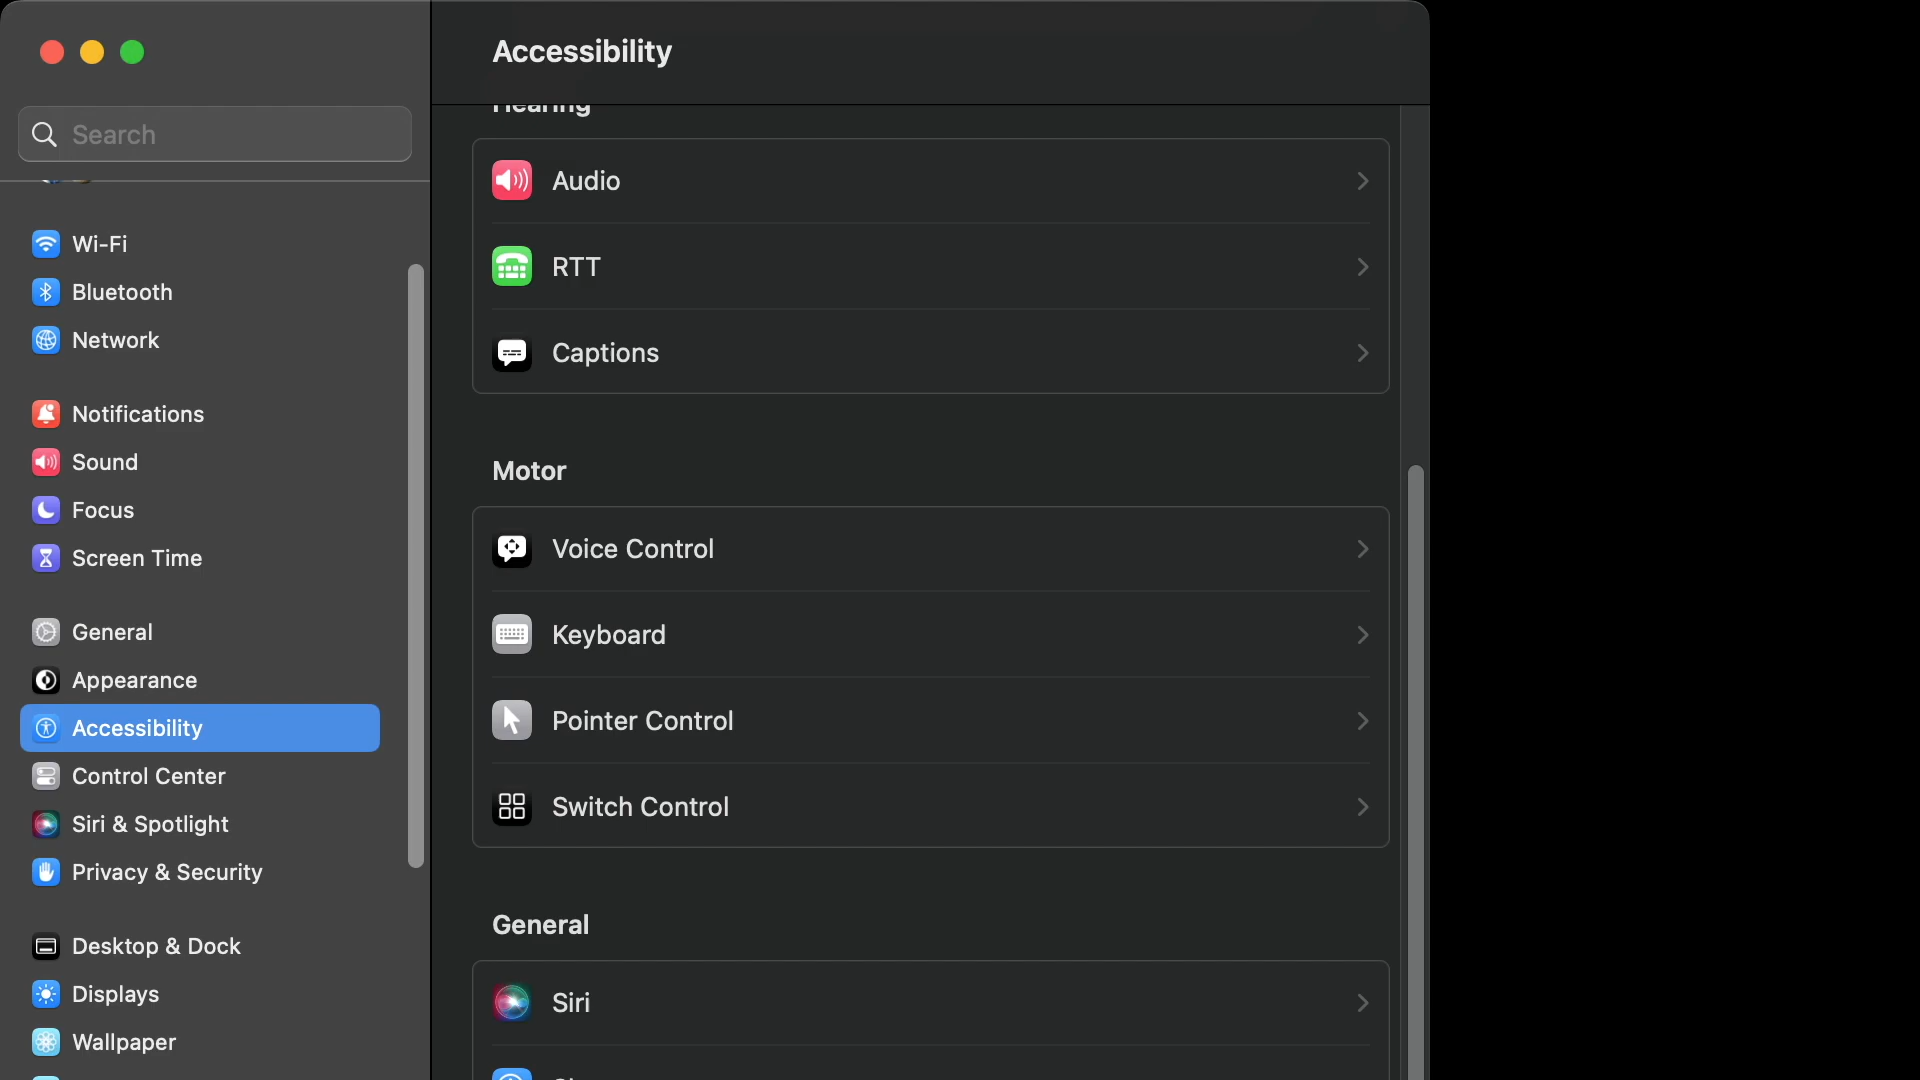 Accessibility
Search
Wi-Fi
Bluetooth
Network
Notifications
Sound
Focus
Screen Time
General
Appearance
Accessibility
Control Center
Siri & Spotlight
Privacy & Security
Desktop & Dock
Displays
Wallpaper
Hearing
Audio
RTT
Captions
Motor
Voice Control
Keyboard
Pointer Control
Switch Control
General
Siri